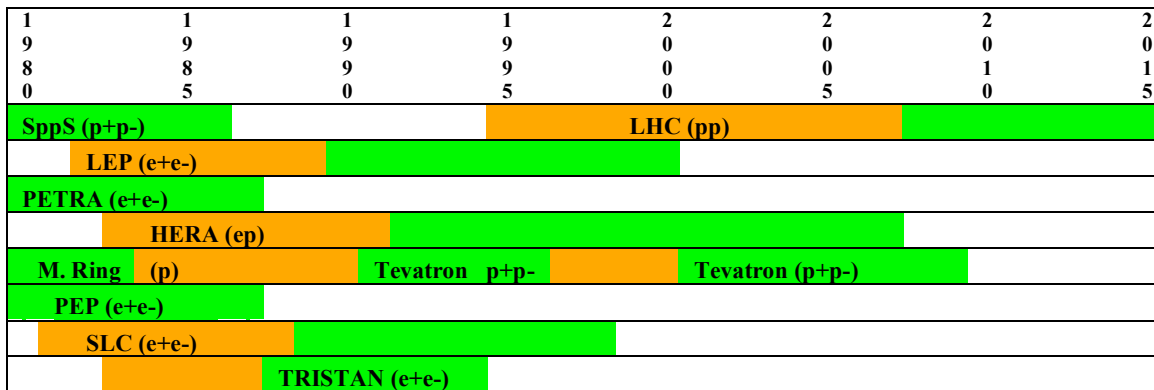 1980 1985 1990 1995 2000 2005 2010 2015
SppS (p+p-) LHC (pp)
LEP (e+e-)
PETRA (e+e-)
HERA (ep)
M. Ring (p) Tevatron p+p- Tevatron (p+p-)
PEP (e+e-)
SLC (e+e-)
TRISTAN (e+e-)